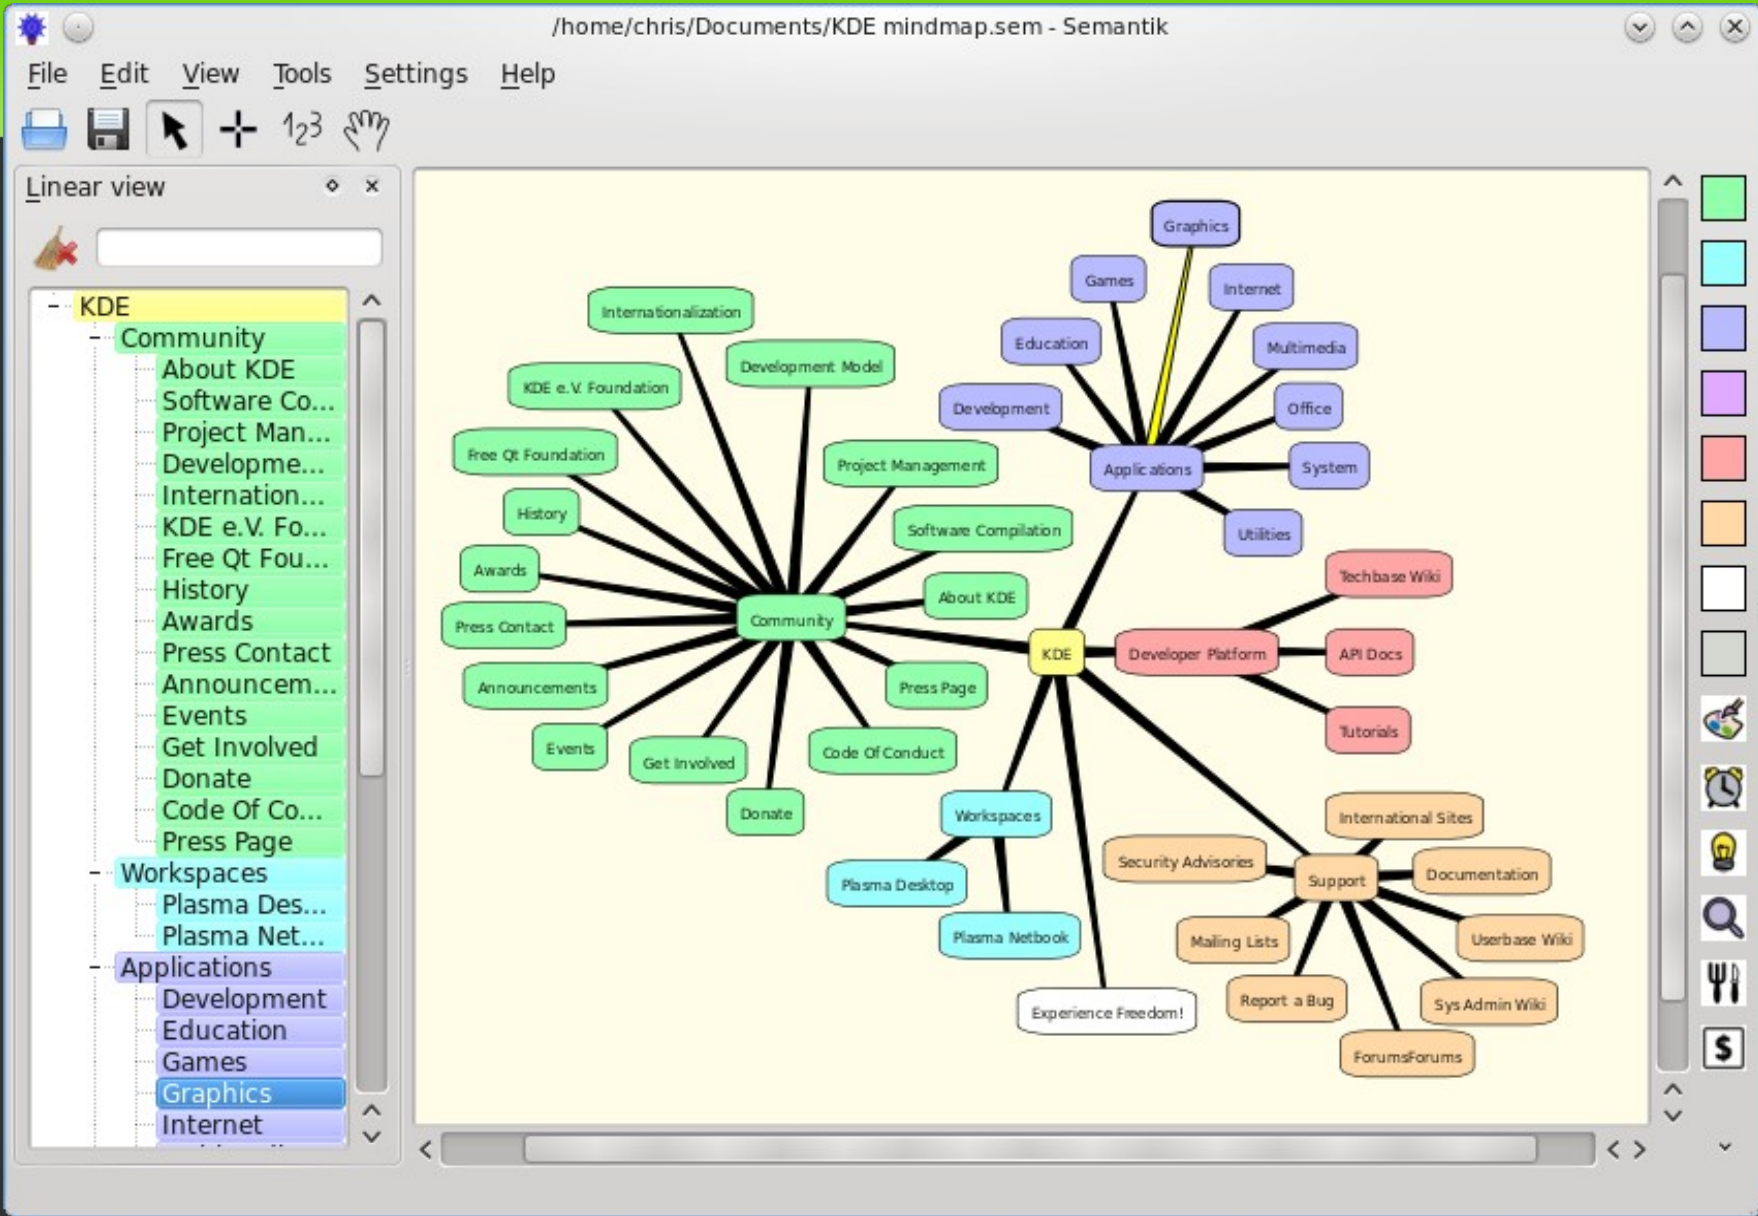 /home/chris/Documents/KDE mindmap.sem - Semantik
File Edit View Tools Settings Help
123
Linear view
KDE
Community
About KDE
Software Co...
Project Man...
Developme...
Internation...
KDE e.V. Fo...
Free Qt Fou...
History
Awards
Press Contact
Announcem...
Events
Get Involved
Donate
Code Of Co...
Press Page
Workspaces
Plasma Des...
Plasma Net...
Applications
Development
Education
Games
Graphics
Internet
Graphics
Games
Internet
Education
Multimedia
Development
Office
Applications
System
Utilities
Internationalization
Development Model
KDE e.V. Foundation
Free Qt Foundation
Project Management
History
Software Compilation
Awards
About KDE
Press Contact
Community
Announcements
Press Page
Events
Get Involved
Code Of Conduct
Donate
KDE
Developer Platform
Techbase Wiki
API Docs
Tutorials
Workspaces
Plasma Desktop
Plasma Netbook
Experience Freedom!
International Sites
Security Advisories
Support
Documentation
Mailing Lists
Userbase Wiki
Report a Bug
Sys Admin Wiki
ForumsForums
$